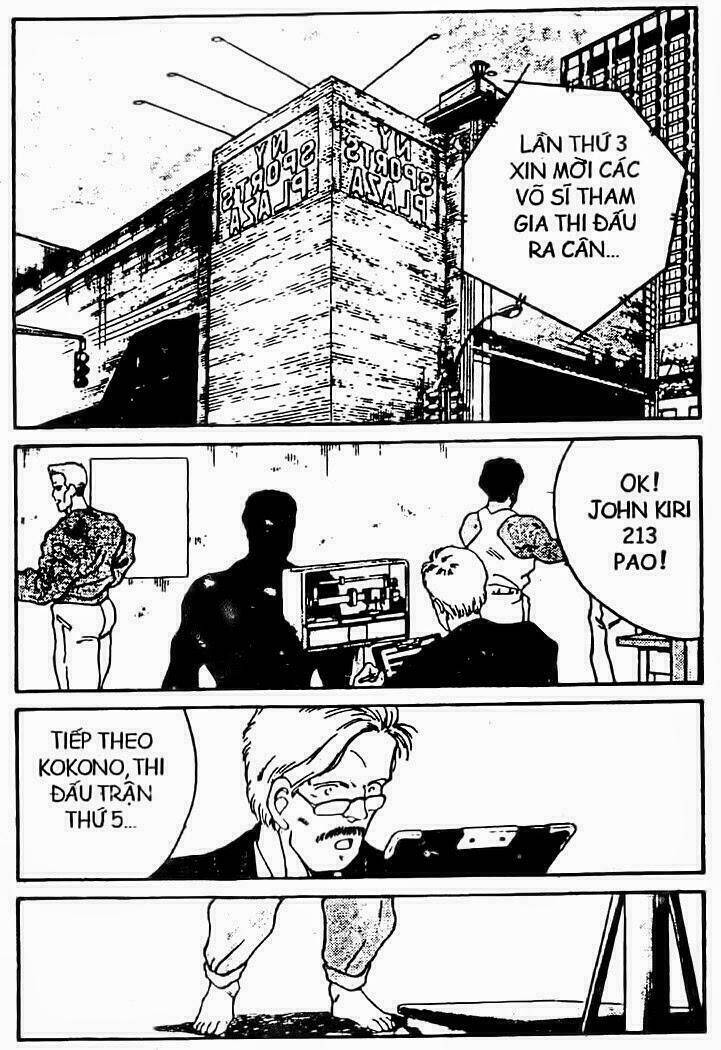 NY
SPORTS
PLAZA
NY
SPORTS
PLAZA
LẦN THỨ 3
XIN MỜI CÁC
VÕ SĨ THAM
GIA THI ĐẤU
RA CÂN...
OK!
JOHN KIRI
213
PAO!
TIẾP THEO
KOKONO, THI
ĐẤU TRẬN
THỨ 5...